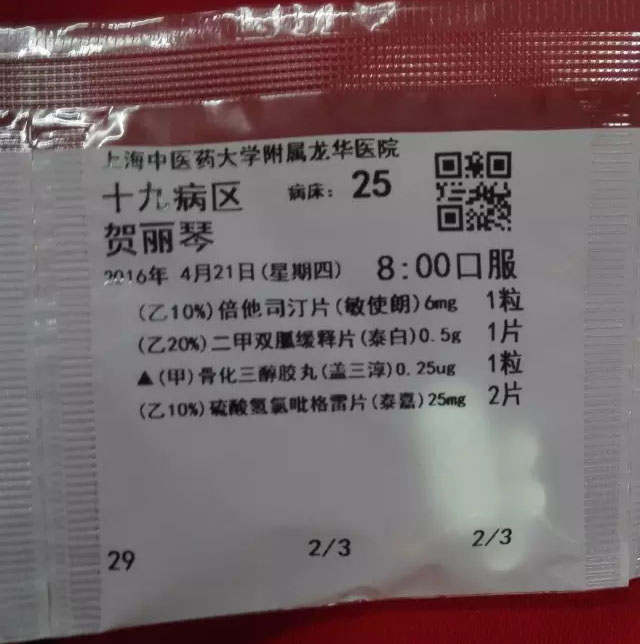 上海中医药大学附属龙华医院
十九病区 病床: 25
贺丽琴
2016年 4月21日(星期四) 8:00口服
(乙10%)倍他司汀片(敏使朗)6mg 1粒
(乙20%)二甲双胍缓释片(泰白)0.5g 1片
▲(甲)骨化三醇胶丸(盖三淳)0.25ug 1粒
(乙10%)硫酸氢氯吡格雷片(泰嘉)25mg 2片
29 2/3 2/3